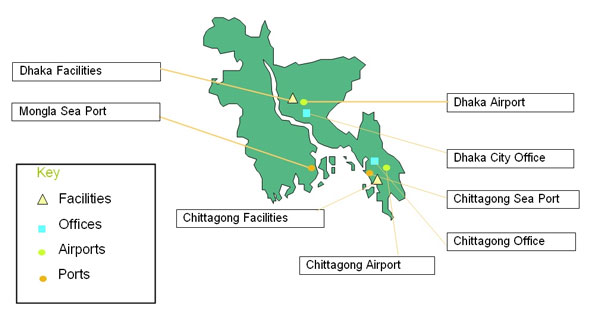 Dhaka Facilities
Mongla Sea Port
Dhaka Airport
Dhaka City Office
Chittagong Sea Port
Chittagong Office
Chittagong Facilities
Chittagong Airport
Key
Facilities
Offices
Airports
Ports